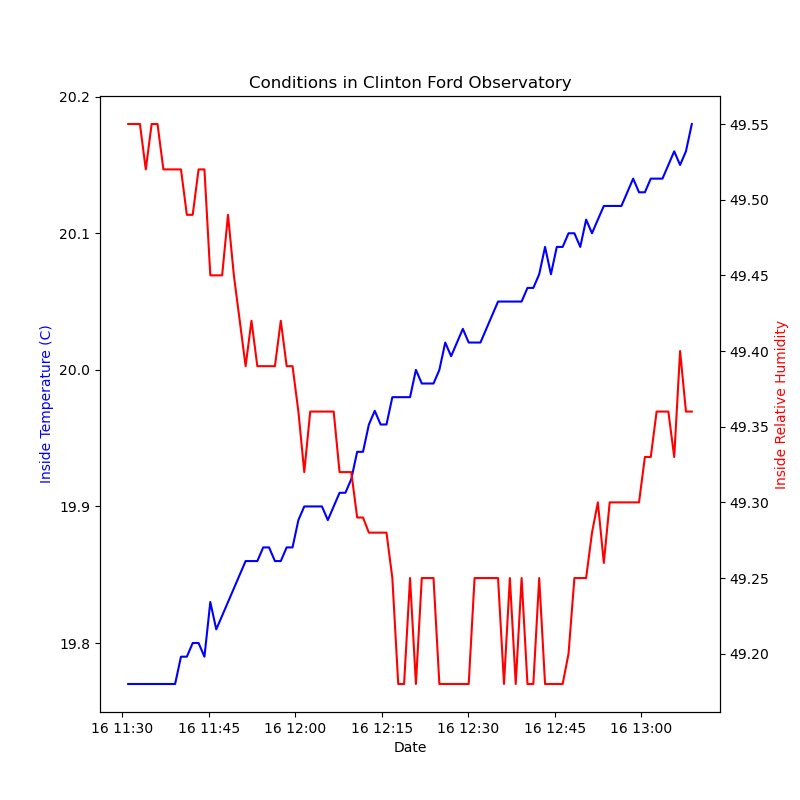 Conditions in Clinton Ford Observatory
20.2
20.1
20.0
19.9
19.8
Inside Temperature (C)
49.55
49.50
49.45
49.40
49.35
49.30
49.25
49.20
Inside Relative Humidity
16 11:30 16 11:45 16 12:00 16 12:15 16 12:30 16 12:45 16 13:00
Date